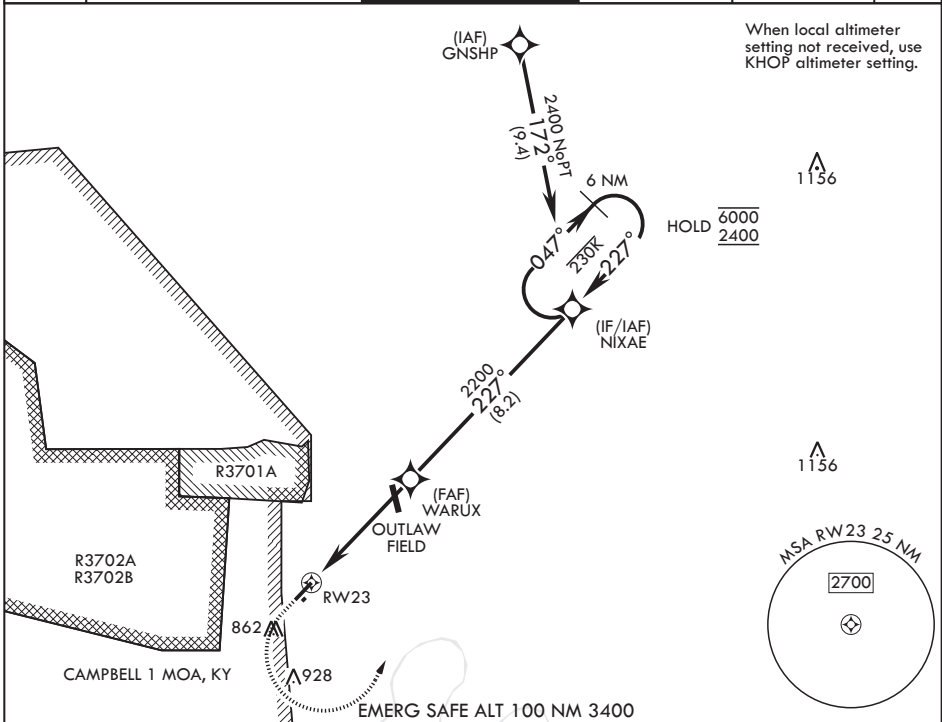 When local altimeter
setting not received, use
KHOP altimeter setting.
(IAF)
GNSHP
2400 NoPT
172°
(9.4)
1156
6 NM
HOLD
6000
2400
047°
230K
227°
(IF/IAF)
NIXAE
2200
227°
(8.2)
1156
R3701A
(FAF)
WARUX
OUTLAW
FIELD
MSA RW23 25 NM
2700
R3702A
R3702B
RW23
862
CAMPBELL 1 MOA, KY
928
EMERG SAFE ALT 100 NM 3400